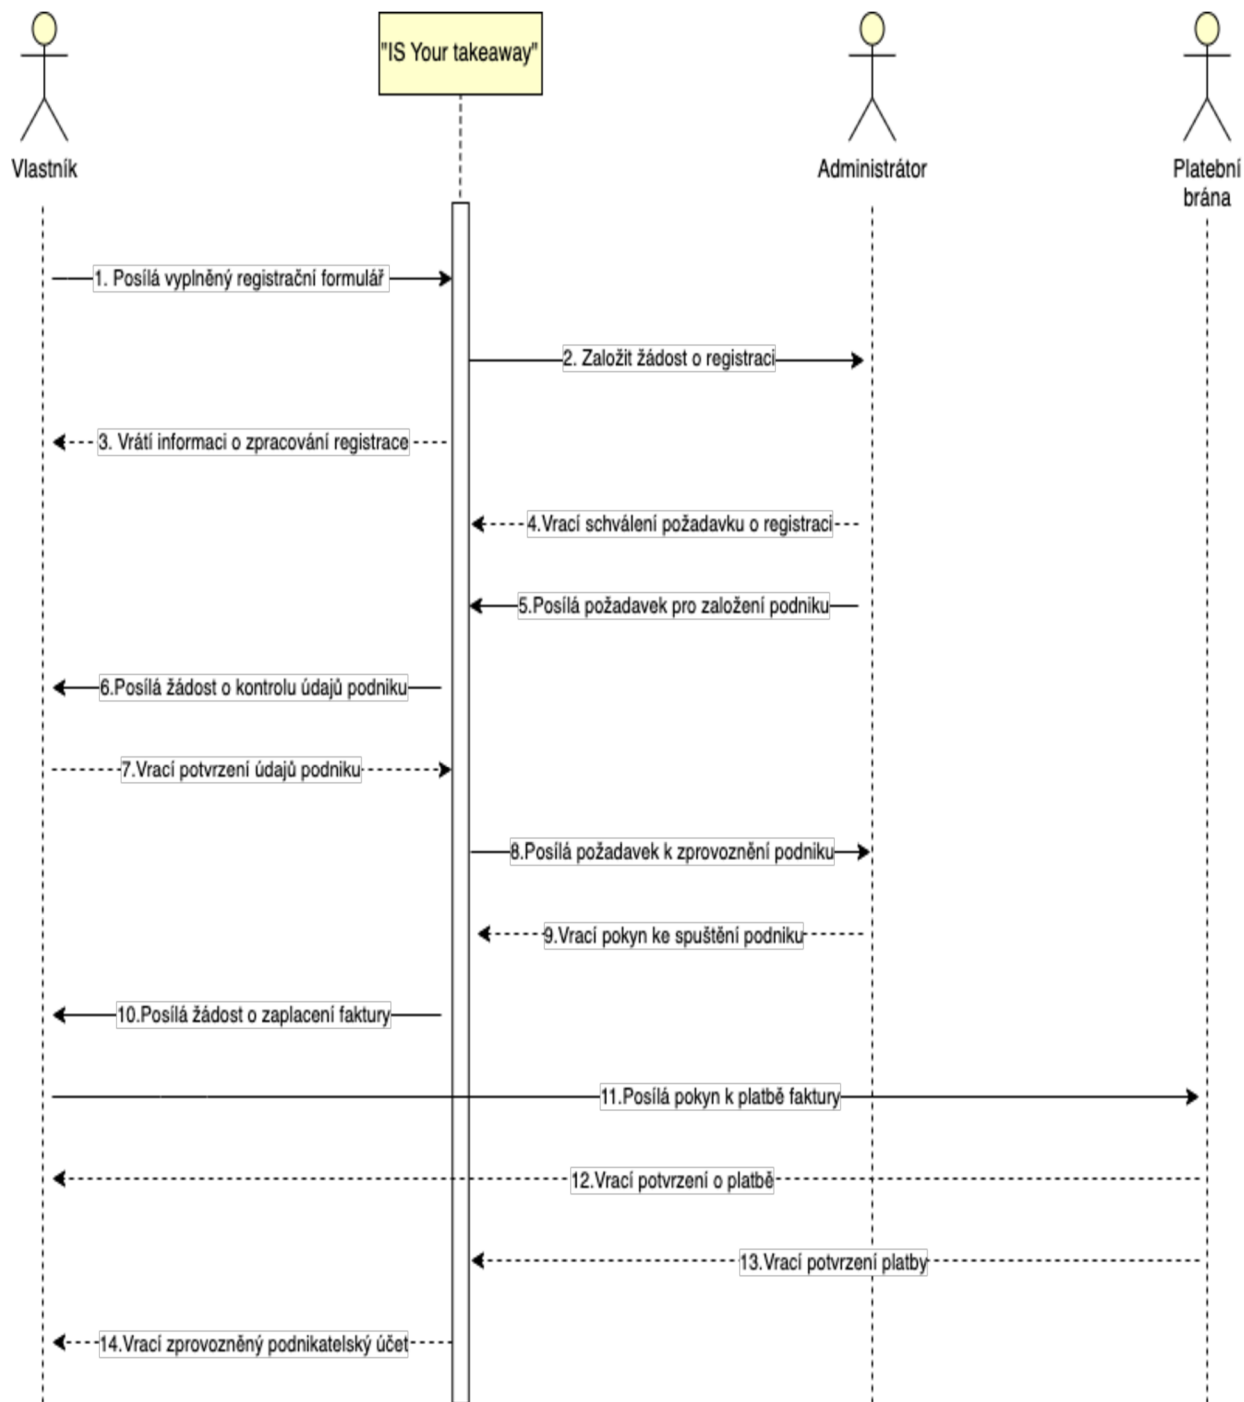 "IS Your takeaway"
Vlastník
Administrátor
Platební
brána
1. Posílá vyplněný registrační formulář
2. Založit žádost o registraci
3. Vrátí informaci o zpracování registrace
4.Vrací schválení požadavku o registraci
5.Posílá požadavek pro založení podniku
6.Posílá žádost o kontrolu údajů podniku
7.Vrací potvrzení údajů podniku
8.Posílá požadavek k zprovoznění podniku
9.Vrací pokyn ke spuštění podniku
10.Posílá žádost o zaplacení faktury
11.Posílá pokyn k platbě faktury
12.Vrací potvrzení o platbě
13.Vrací potvrzení platby
14.Vrací zprovozněný podnikatelský účet